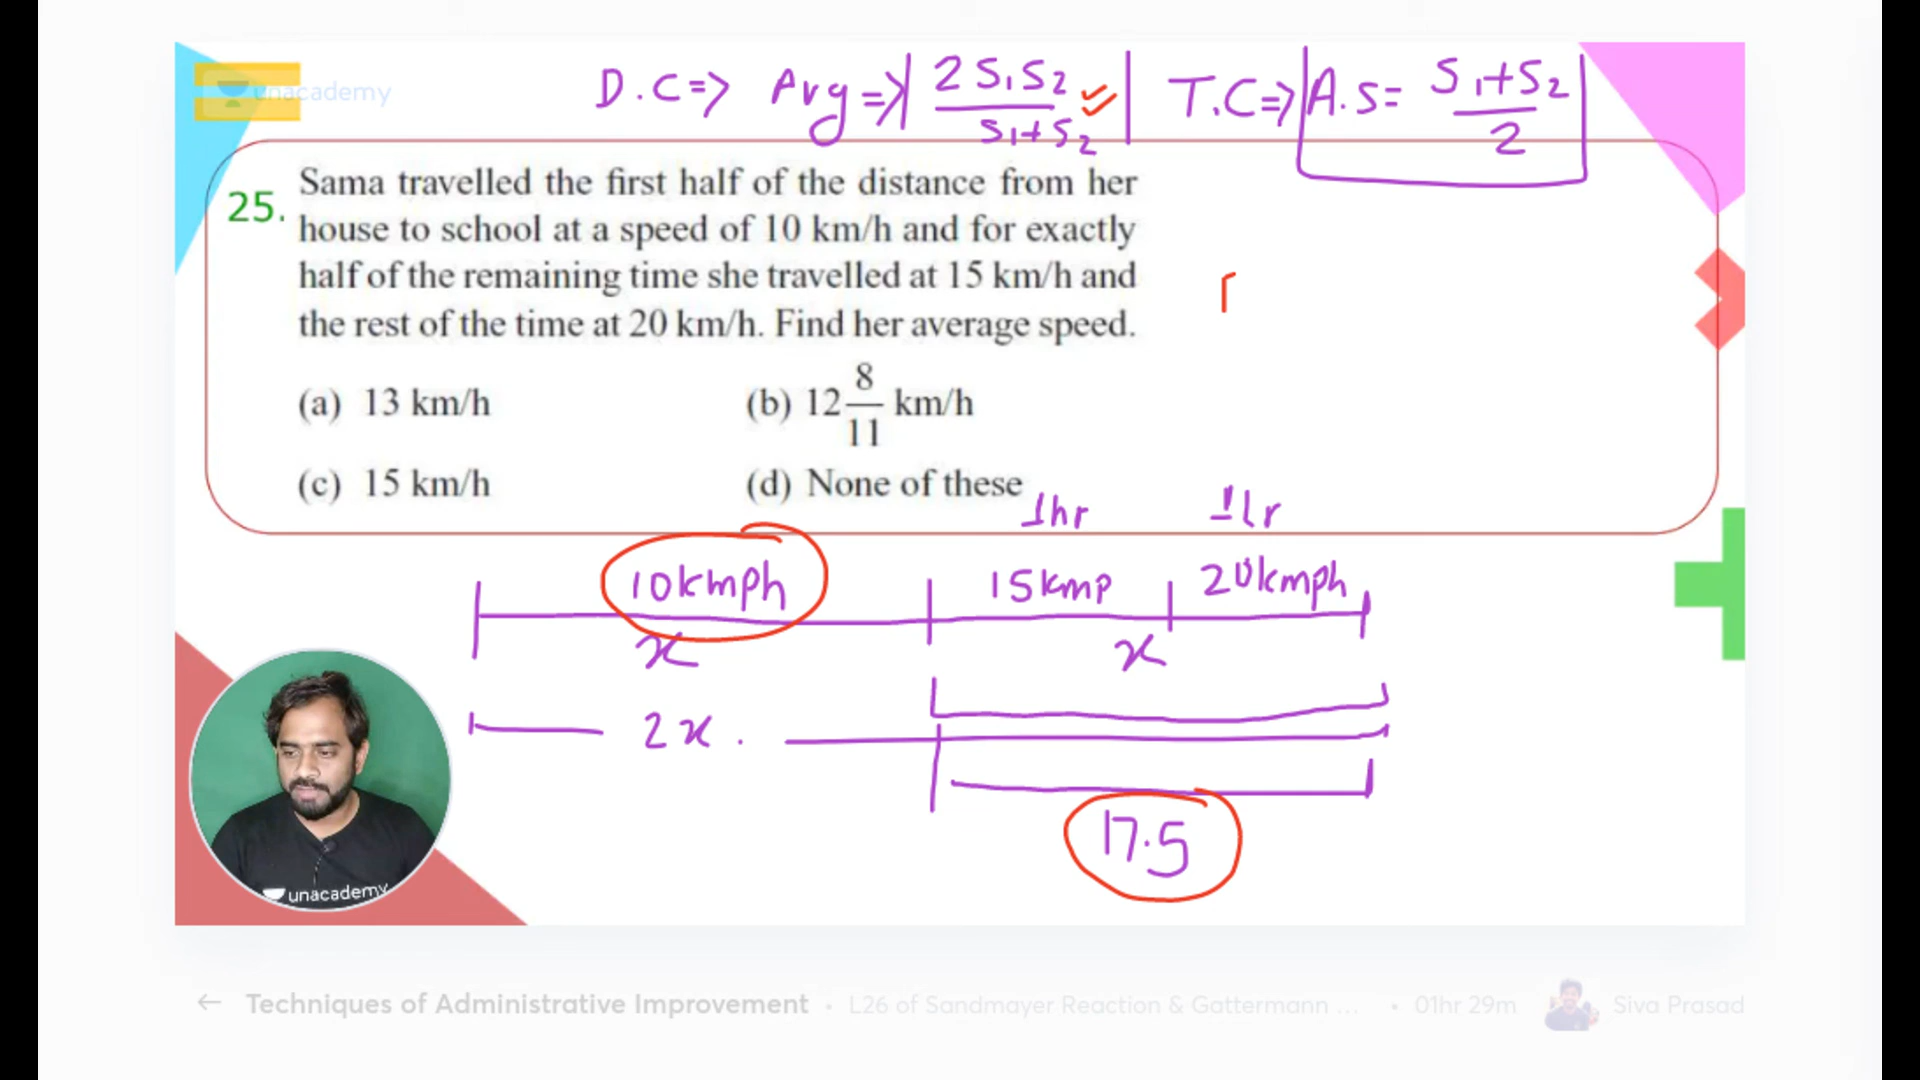 unacademy
D.C=> Avg=> 2S1S2 / S1+S2 T.C=> A.S= S1+S2 / 2
25. Sama travelled the first half of the distance from her
house to school at a speed of 10 km/h and for exactly
half of the remaining time she travelled at 15 km/h and
the rest of the time at 20 km/h. Find her average speed.
(a) 13 km/h (b) 12 8/11 km/h
(c) 15 km/h (d) None of these
1hr 1hr
10kmph 15kmp 20kmph
x x
2x.
17.5
unacademy
← Techniques of Administrative Improvement • L26 of Sandmayer Reaction & Gattermann ... • 01hr 29m Siva Prasad